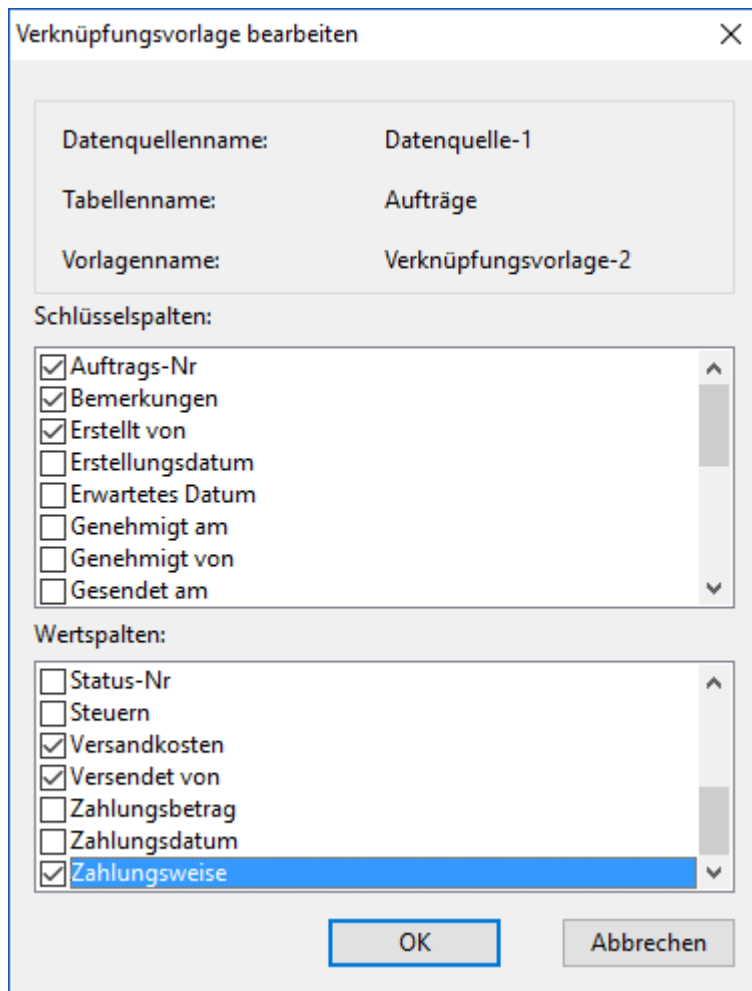 Verknüpfungsvorlage bearbeiten
Datenquellenname: Datenquelle-1
Tabellenname: Aufträge
Vorlagenname: Verknüpfungsvorlage-2
Schlüsselspalten:
Auftrags-Nr
Bemerkungen
Erstellt von
Erstellungsdatum
Erwartetes Datum
Genehmigt am
Genehmigt von
Gesendet am
Wertspalten:
Status-Nr
Steuern
Versandkosten
Versendet von
Zahlungsbetrag
Zahlungsdatum
Zahlungsweise
OK Abbrechen